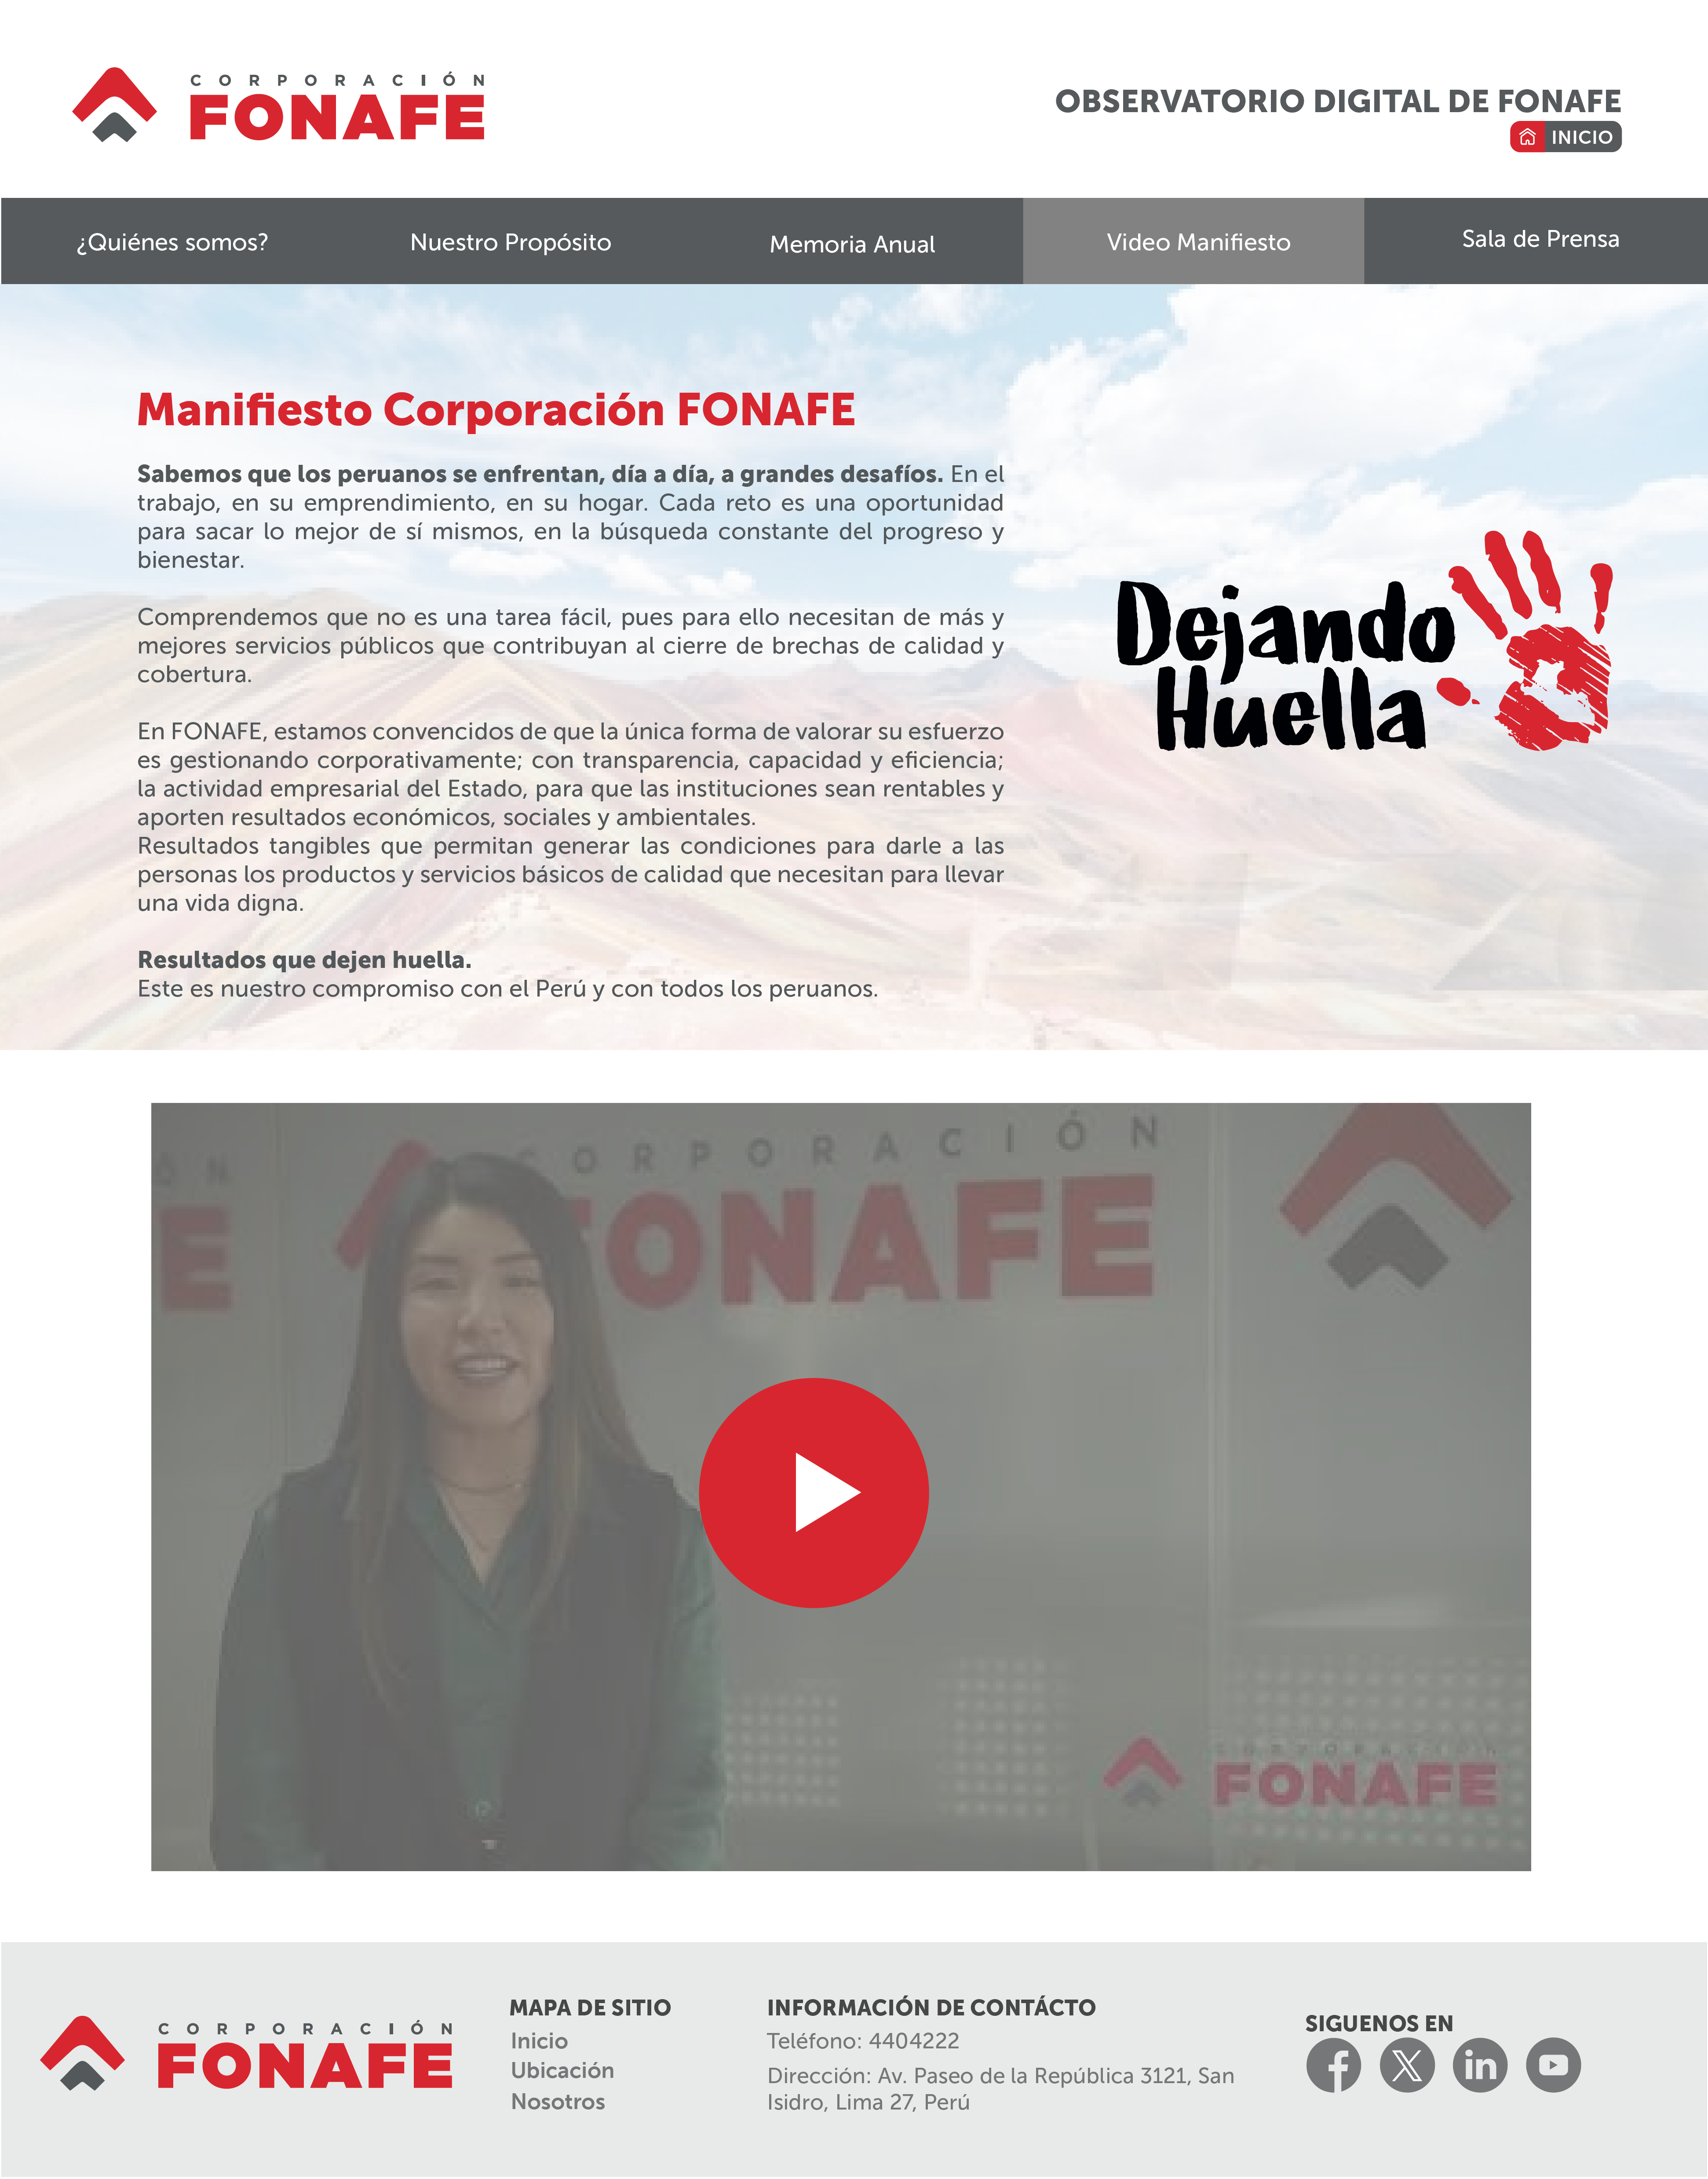 CORPORACIÓN
FONAFE
OBSERVATORIO DIGITAL DE FONAFE
INICIO
¿Quiénes somos?
Nuestro Propósito
Memoria Anual
Video Manifiesto
Sala de Prensa
Manifiesto Corporación FONAFE
Sabemos que los peruanos se enfrentan, día a día, a grandes desafíos. En el
trabajo, en su emprendimiento, en su hogar. Cada reto es una oportunidad
para sacar lo mejor de sí mismos, en la búsqueda constante del progreso y
bienestar.
Comprendemos que no es una tarea fácil, pues para ello necesitan de más y
mejores servicios públicos que contribuyan al cierre de brechas de calidad y
cobertura.
En FONAFE, estamos convencidos de que la única forma de valorar su esfuerzo
es gestionando corporativamente; con transparencia, capacidad y eficiencia;
la actividad empresarial del Estado, para que las instituciones sean rentables y
aporten resultados económicos, sociales y ambientales.
Resultados tangibles que permitan generar las condiciones para darle a las
personas los productos y servicios básicos de calidad que necesitan para llevar
una vida digna.
Resultados que dejen huella.
Este es nuestro compromiso con el Perú y con todos los peruanos.
Dejando
Huella
ÓN
E
CORPORACIÓN
FONAFE
CORPORACIÓN
FONAFE
CORPORACIÓN
FONAFE
MAPA DE SITIO
Inicio
Ubicación
Nosotros
INFORMACIÓN DE CONTÁCTO
Teléfono: 4404222
Dirección: Av. Paseo de la República 3121, San
Isidro, Lima 27, Perú
SIGUENOS EN